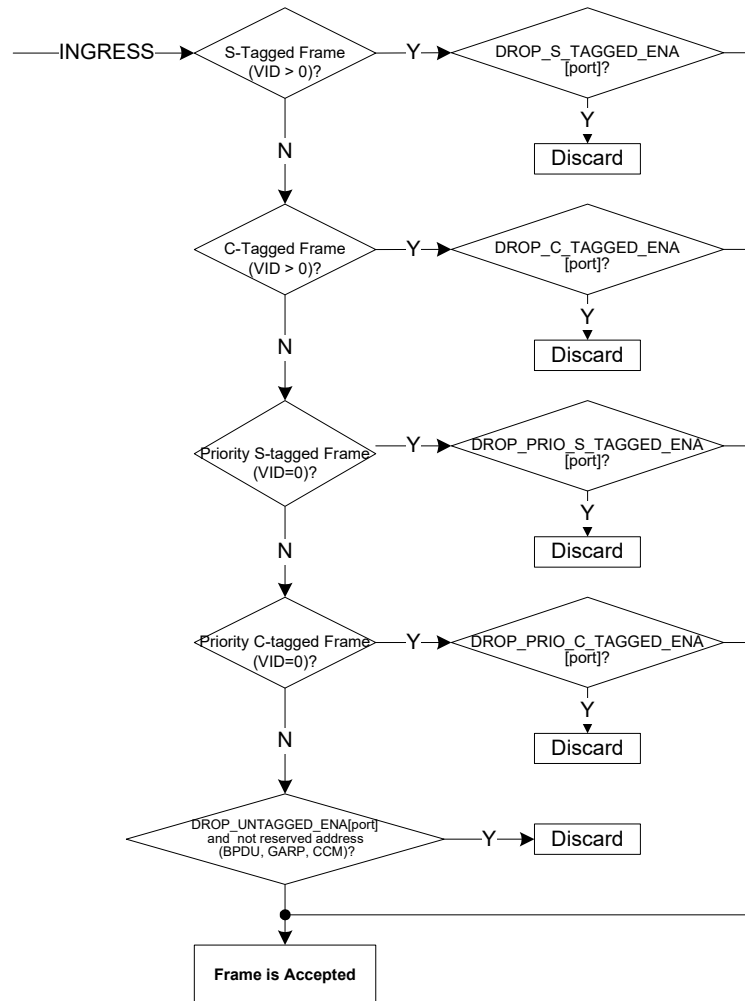 INGRESS
S-Tagged Frame
(VID > 0)?
Y
DROP_S_TAGGED_ENA
[port]?
Y
Discard
N
C-Tagged Frame
(VID > 0)?
Y
DROP_C_TAGGED_ENA
[port]?
Y
Discard
N
Priority S-tagged Frame
(VID=0)?
Y
DROP_PRIO_S_TAGGED_ENA
[port]?
Y
Discard
N
Priority C-tagged Frame
(VID=0)?
Y
DROP_PRIO_C_TAGGED_ENA
[port]?
Y
Discard
N
DROP_UNTAGGED_ENA[port]
and not reserved address
(BPDU, GARP, CCM)?
Y
Discard
Frame is Accepted